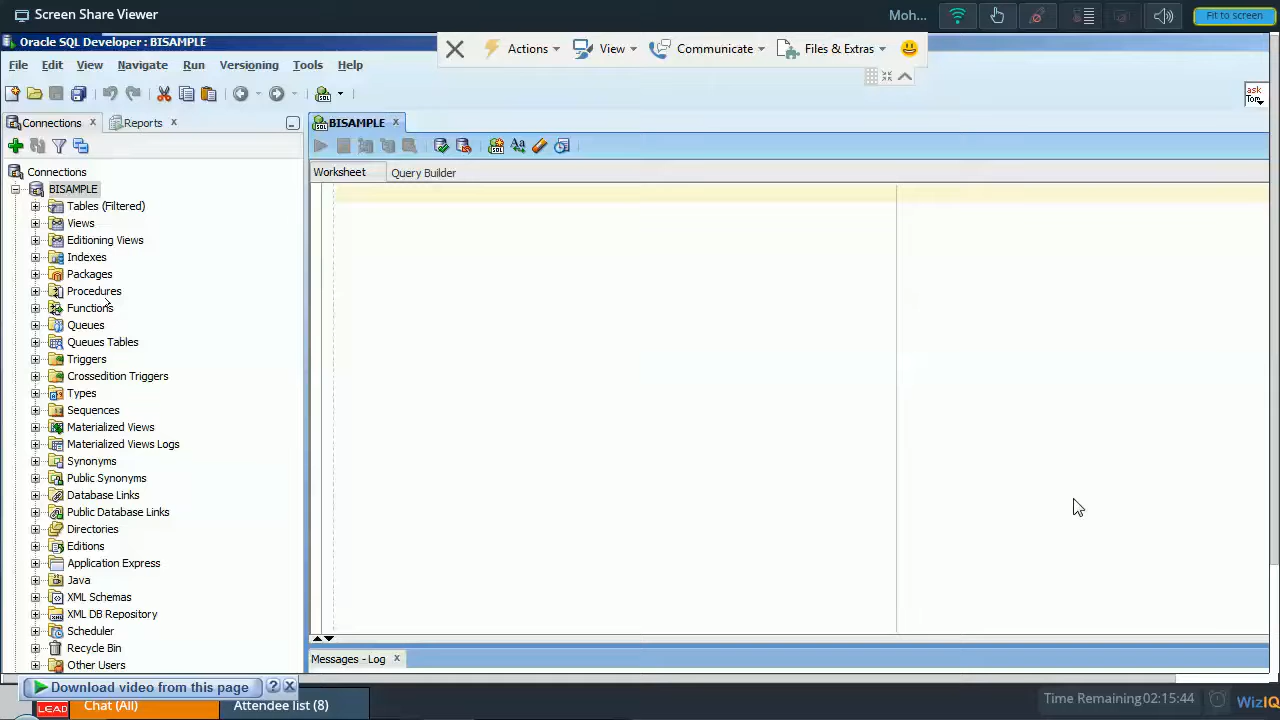 Screen Share Viewer
Moh...
Fit to screen
Oracle SQL Developer : BISAMPLE
Actions
View
Communicate
Files & Extras
File Edit View Navigate Run Versioning Tools Help
ask
Tom
Connections
Reports
BISAMPLE
Worksheet
Query Builder
Connections
BISAMPLE
Tables (Filtered)
Views
Editioning Views
Indexes
Packages
Procedures
Functions
Queues
Queues Tables
Triggers
Crossedition Triggers
Types
Sequences
Materialized Views
Materialized Views Logs
Synonyms
Public Synonyms
Database Links
Public Database Links
Directories
Editions
Application Express
Java
XML Schemas
XML DB Repository
Scheduler
Recycle Bin
Other Users
Messages - Log
Download video from this page
LEAD
Chat (All)
Attendee list (8)
Time Remaining 02:15:44
WizIQ